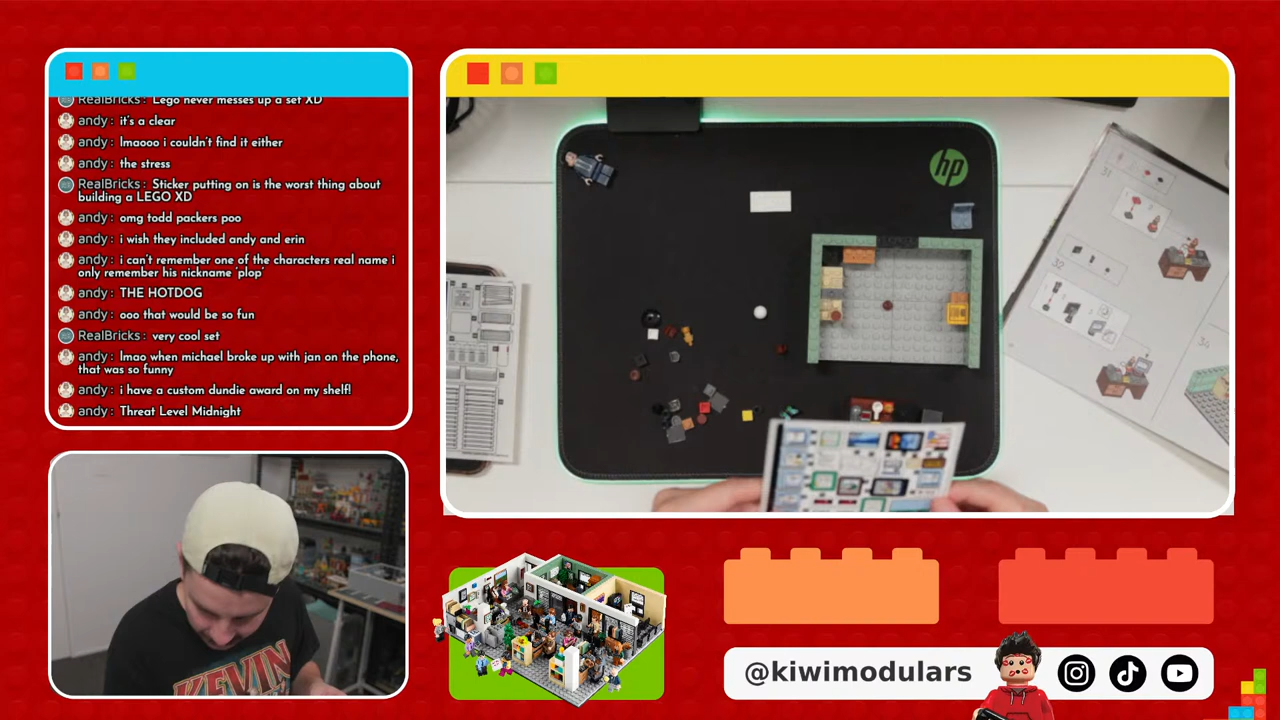 RealBricks : Lego never messes up a set XD
andy : it's a clear
andy : lmaooo i couldn't find it either
andy : the stress
RealBricks : Sticker putting on is the worst thing about
building a LEGO XD
andy : omg todd packers poo
andy : i wish they included andy and erin
andy : i can't remember one of the characters real name i
only remember his nickname 'plop'
andy : THE HOTDOG
andy : ooo that would be so fun
RealBricks : very cool set
andy : lmao when michael broke up with jan on the phone,
that was so funny
andy : i have a custom dundie award on my shelf!
andy : Threat Level Midnight
hp
31
32
34
KEVIN
@kiwimodulars